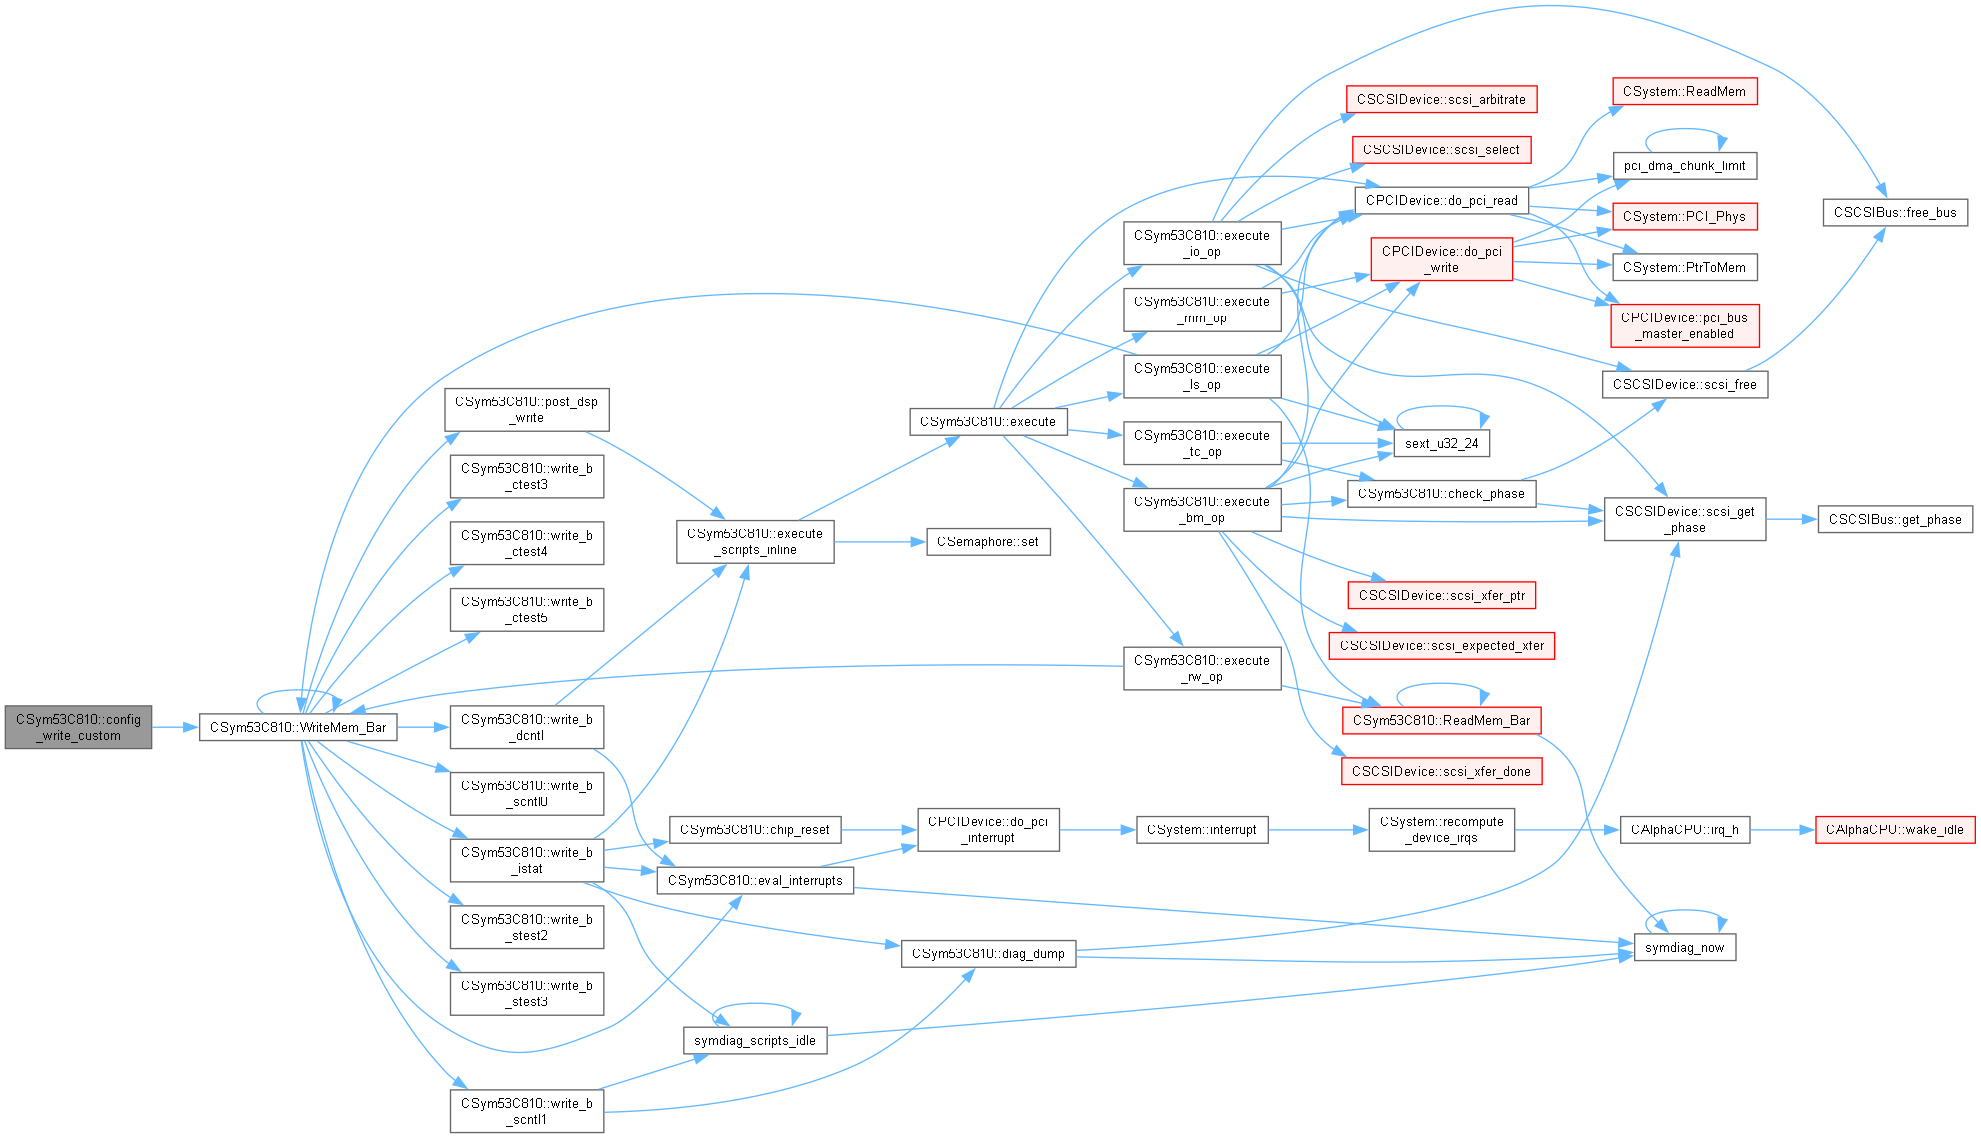 CSym53C810::config
_write_custom
CSym53C810::WriteMem_Bar
CSym53C810::post_dsp
_write
CSym53C810::write_b
_ctest3
CSym53C810::write_b
_ctest4
CSym53C810::write_b
_ctest5
CSym53C810::write_b
_dcntl
CSym53C810::write_b
_scntl0
CSym53C810::write_b
_istat
CSym53C810::write_b
_stest2
CSym53C810::write_b
_stest3
CSym53C810::write_b
_scntl1
CSym53C810::execute
_scripts_inline
CSym53C810::chip_reset
CSym53C810::eval_interrupts
symdiag_scripts_idle
CSym53C810::execute
CSemaphore::set
CPCIDevice::do_pci
_interrupt
CSym53C810::diag_dump
CSym53C810::execute
_io_op
CSym53C810::execute
_mm_op
CSym53C810::execute
_ls_op
CSym53C810::execute
_tc_op
CSym53C810::execute
_bm_op
CSym53C810::execute
_rw_op
CSystem::interrupt
CSCSIDevice::scsi_arbitrate
CSCSIDevice::scsi_select
CPCIDevice::do_pci_read
CPCIDevice::do_pci
_write
sext_u32_24
CSym53C810::check_phase
CSCSIDevice::scsi_xfer_ptr
CSCSIDevice::scsi_expected_xfer
CSym53C810::ReadMem_Bar
CSCSIDevice::scsi_xfer_done
CSystem::recompute
_device_irqs
CSystem::ReadMem
pci_dma_chunk_limit
CSystem::PCI_Phys
CSystem::PtrToMem
CPCIDevice::pci_bus
_master_enabled
CSCSIDevice::scsi_free
CSCSIDevice::scsi_get
_phase
CAlphaCPU::irq_h
symdiag_now
CSCSIBus::free_bus
CSCSIBus::get_phase
CAlphaCPU::wake_idle